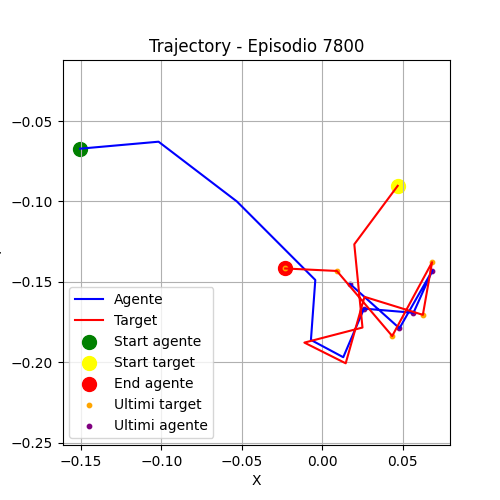 Trajectory - Episodio 7800
−0.05
−0.10
−0.15
−0.20
−0.25
Agente
Target
Start agente
Start target
End agente
Ultimi target
Ultimi agente
−0.15
−0.10
−0.05
0.00
0.05
X